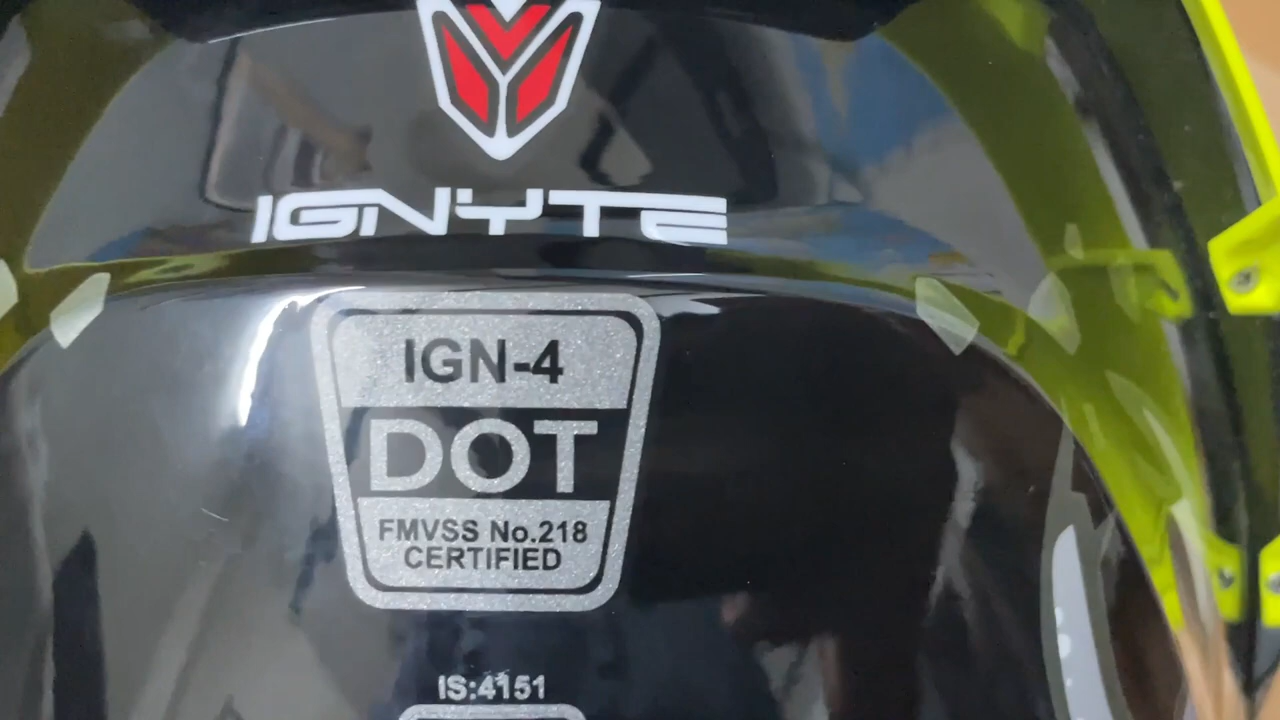 IGNYTE
IGN-4
DOT
FMVSS No.218
CERTIFIED
IS:4151